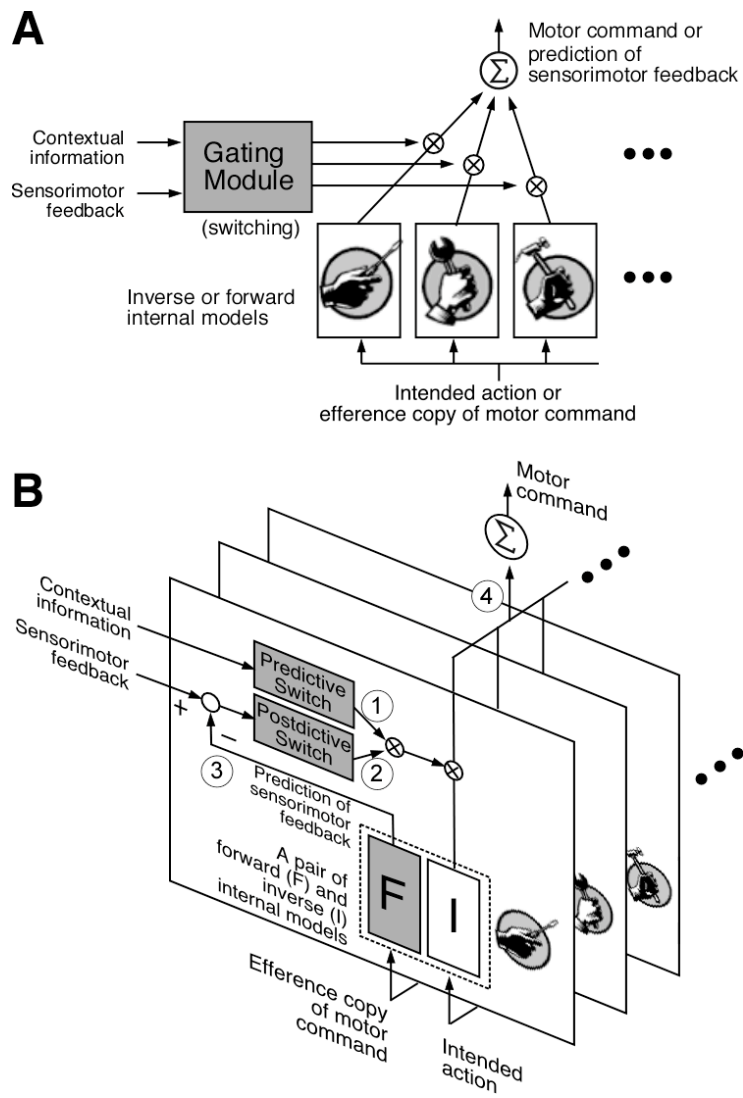 A
Motor command or
prediction of
sensorimotor feedback
Σ
Contextual
information
Gating
Module
Sensorimotor
feedback
(switching)
Inverse or forward
internal models
Intended action or
efference copy of motor command
B
Motor
command
Σ
4
Contextual
information
Sensorimotor
feedback
Predictive
Switch
1
+
Postdictive
Switch
−
2
3
Prediction of
sensorimotor
feedback
A pair of
forward (F) and
inverse (I)
internal models
F
I
Efference copy
of motor
command
Intended
action